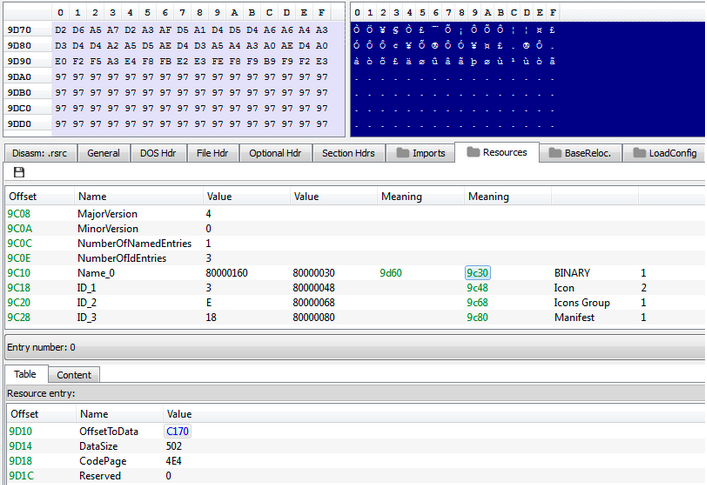 0 1 2 3 4 5 6 7 8 9 A B C D E F 0 1 2 3 4 5 6 7 8 9 A B C D E F
9D70 D2 D6 A5 A7 D2 A3 AF D5 A1 D4 D5 D4 A6 A6 A4 A3 Ò Ö ¥ § Ò £ ¯ Õ ¡ Ô Õ Ô ¦ ¦ ¤ £
9D80 D3 D4 D4 A2 A5 D5 AE D4 D3 A5 A4 A3 A0 AE D4 A0 Ó Ô Ô ¢ ¥ Õ ® Ô Ó ¥ ¤ £ . ® Ô .
9D90 E0 F2 F5 A3 E4 F8 FB E2 E3 FE F8 F9 B9 F9 F2 E3 à ò õ £ ä ø û â ã þ ø ù ¹ ù ò ã
9DA0 97 97 97 97 97 97 97 97 97 97 97 97 97 97 97 97 . . . . . . . . . . . . . . . .
9DB0 97 97 97 97 97 97 97 97 97 97 97 97 97 97 97 97 . . . . . . . . . . . . . . . .
9DC0 97 97 97 97 97 97 97 97 97 97 97 97 97 97 97 97 . . . . . . . . . . . . . . . .
9DD0 97 97 97 97 97 97 97 97 97 97 97 97 97 97 97 97 . . . . . . . . . . . . . . . .
Disasm: .rsrc General DOS Hdr File Hdr Optional Hdr Section Hdrs Imports Resources BaseReloc. LoadConfig
Offset Name Value Value Meaning Meaning
9C08 MajorVersion 4
9C0A MinorVersion 0
9C0C NumberOfNamedEntries 1
9C0E NumberOfIdEntries 3
9C10 Name_0 80000160 80000030 9d60 9c30 BINARY 1
9C18 ID_1 3 80000048 9c48 Icon 2
9C20 ID_2 E 80000068 9c68 Icons Group 1
9C28 ID_3 18 80000080 9c80 Manifest 1
Entry number: 0
Table Content
Resource entry:
Offset Name Value
9D10 OffsetToData C170
9D14 DataSize 502
9D18 CodePage 4E4
9D1C Reserved 0